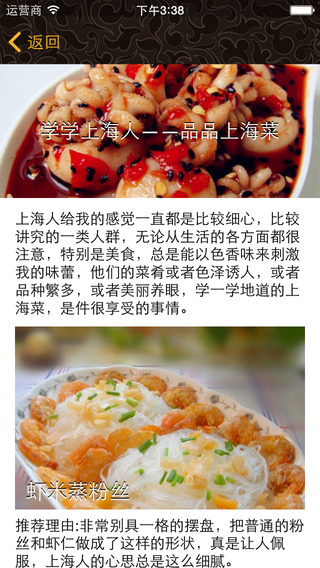 运营商 下午3:38
返回
学学上海人——品品上海菜
上海人给我的感觉一直都是比较细心，比较
讲究的一类人群，无论从生活的各方面都很
注意，特别是美食，总是能以色香味来刺激
我的味蕾，他们的菜肴或者色泽诱人，或者
品种繁多，或者美丽养眼，学一学地道的上
海菜，是件很享受的事情。
虾米蒸粉丝
推荐理由:非常别具一格的摆盘，把普通的粉
丝和虾仁做成了这样的形状，真是让人佩
服，上海人的心思总是这么细腻。